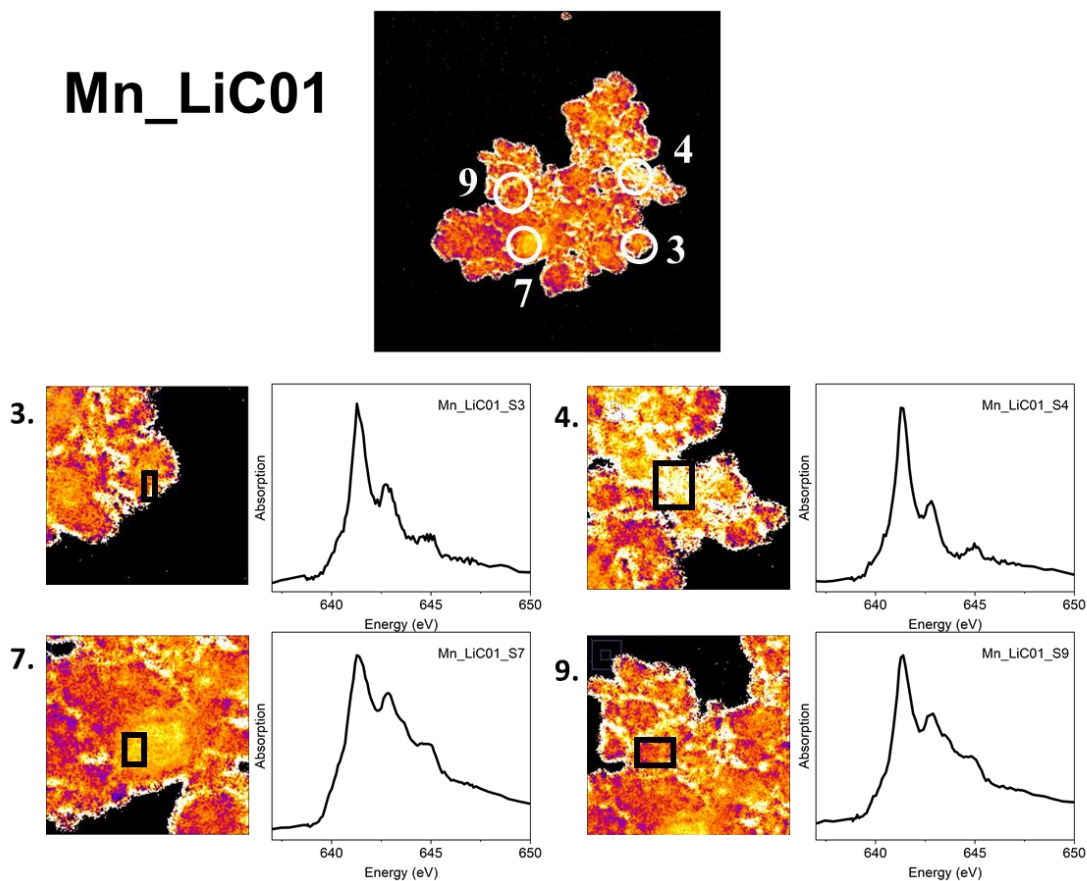 Mn_LiC01
4
9
3
7
3.
Mn_LiC01_S3
Absorption
640
645
650
Energy (eV)
4.
Mn_LiC01_S4
Absorption
640
645
650
Energy (eV)
7.
Mn_LiC01_S7
Absorption
640
645
650
Energy (eV)
9.
Mn_LiC01_S9
Absorption
640
645
650
Energy (eV)